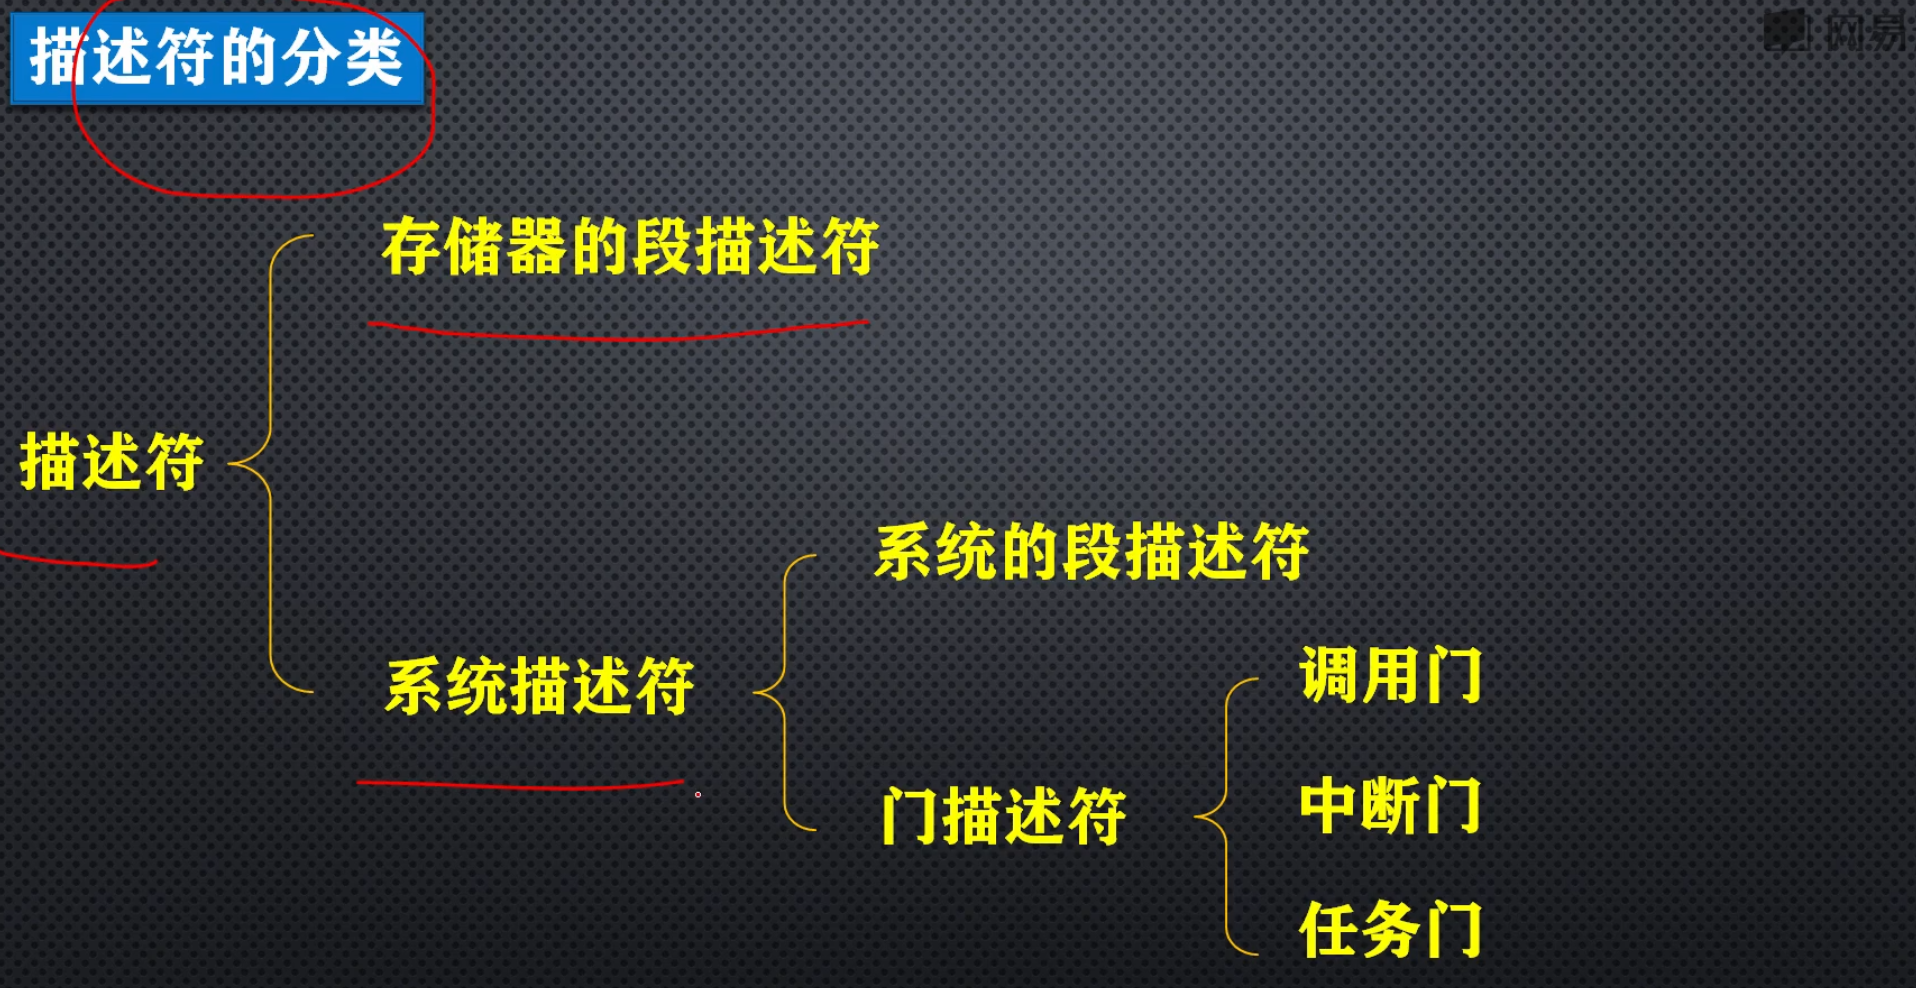 描述符的分类
网易
存储器的段描述符
描述符
系统的段描述符
系统描述符
调用门
门描述符
中断门
任务门